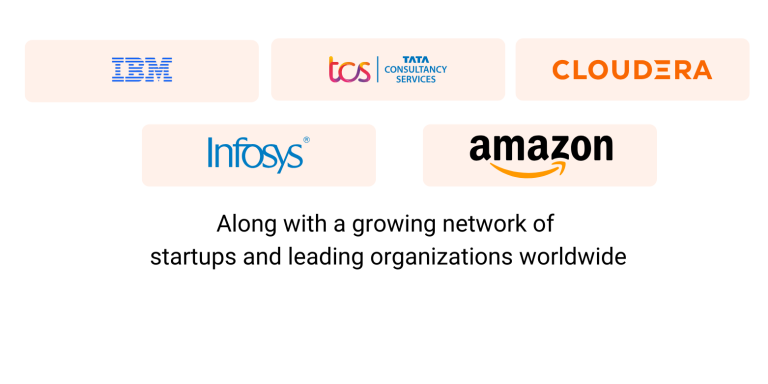 IBM
tcs TATA
CONSULTANCY
SERVICES
CLOUDERA
Infosys®
amazon
Along with a growing network of
startups and leading organizations worldwide